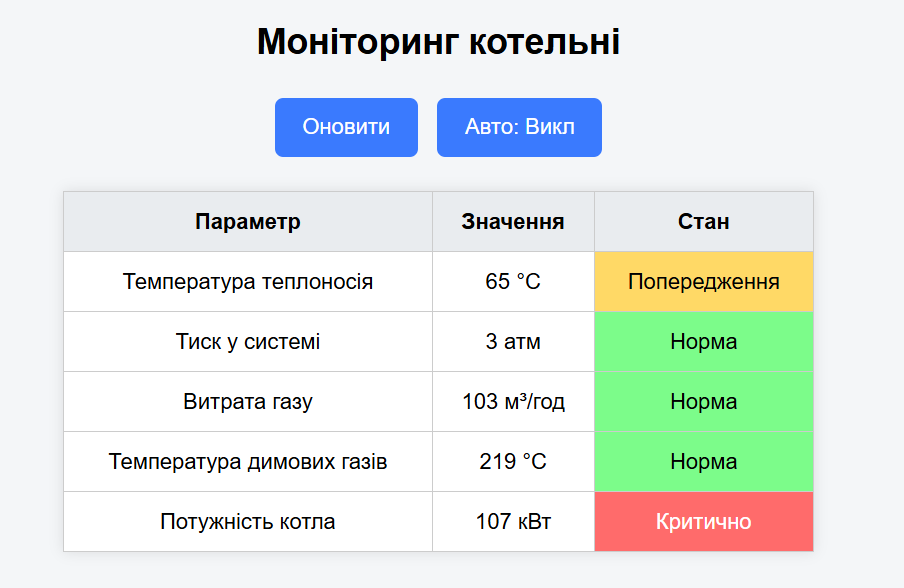 Моніторинг котельні
Оновити Авто: Викл
Параметр Значення Стан
Температура теплоносія 65 °C Попередження
Тиск у системі 3 атм Норма
Витрата газу 103 м³/год Норма
Температура димових газів 219 °C Норма
Потужність котла 107 кВт Критично